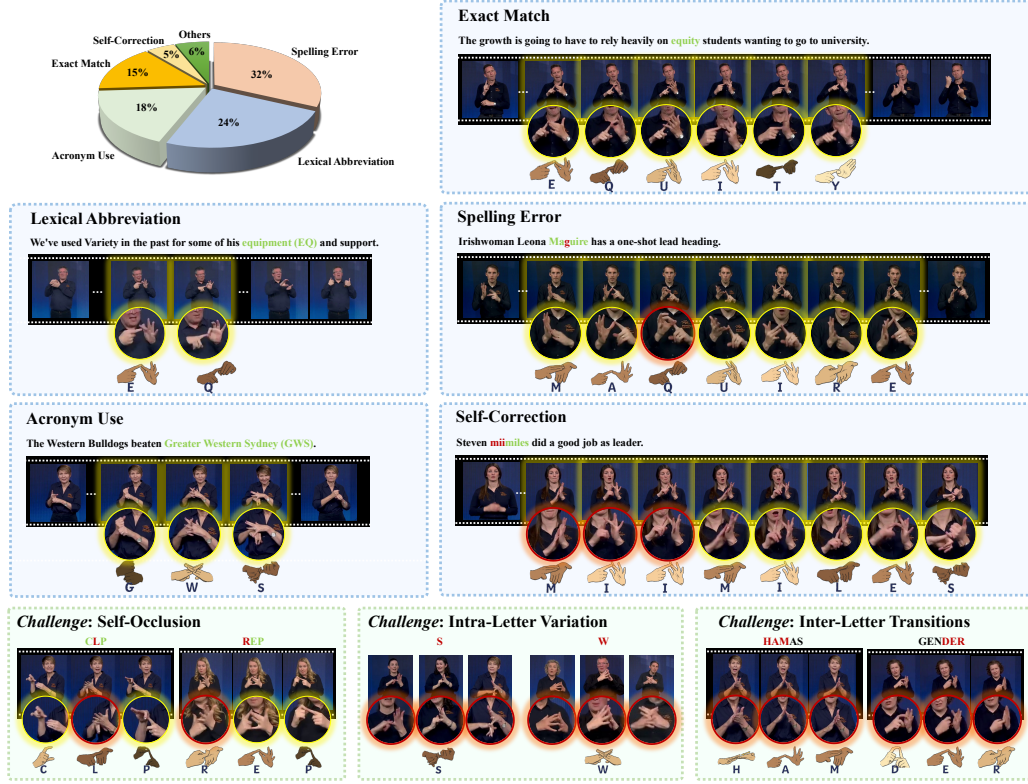 Self-Correction
Others
Exact Match
Spelling Error
5%
6%
15%
32%
18%
24%
Acronym Use
Lexical Abbreviation
Exact Match
The growth is going to have to rely heavily on equity students wanting to go to university.
...
...
E Q U I T Y
Lexical Abbreviation
We've used Variety in the past for some of his equipment (EQ) and support.
...
...
E Q
Spelling Error
Irishwoman Leona Maguire has a one-shot lead heading.
...
...
M A Q U I R E
Acronym Use
The Western Bulldogs beaten Greater Western Sydney (GWS).
...
...
G W S
Self-Correction
Steven miimiles did a good job as leader.
...
M I I M I L E S
Challenge: Self-Occlusion
CLP REP
C L P R E P
Challenge: Intra-Letter Variation
S W
S W
Challenge: Inter-Letter Transitions
HAMAS GENDER
H A M D E R